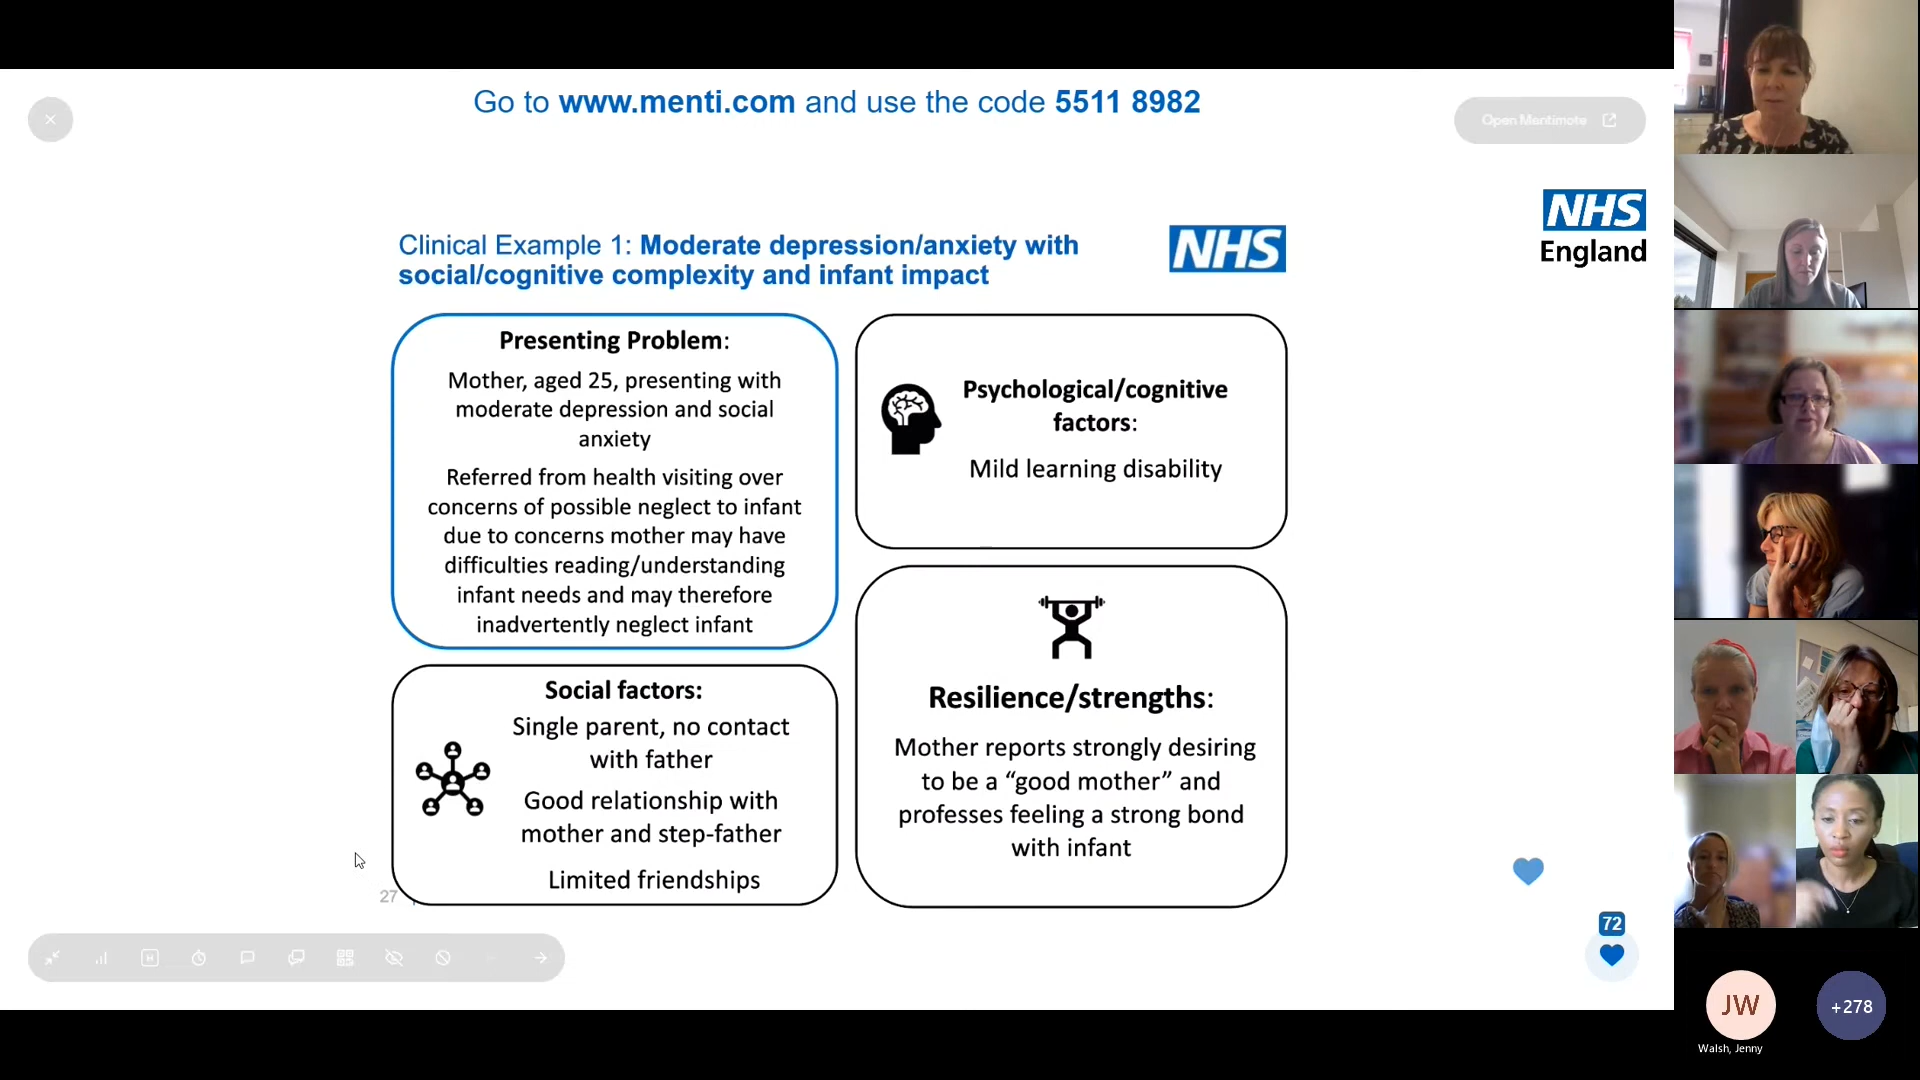 Go to www.menti.com and use the code 5511 8982
Open Mentimote
NHS
England
Clinical Example 1: Moderate depression/anxiety with
social/cognitive complexity and infant impact
NHS
Presenting Problem:
Mother, aged 25, presenting with
moderate depression and social
anxiety
Referred from health visiting over
concerns of possible neglect to infant
due to concerns mother may have
difficulties reading/understanding
infant needs and may therefore
inadvertently neglect infant
Psychological/cognitive
factors:
Mild learning disability
Social factors:
Single parent, no contact
with father
Good relationship with
mother and step-father
Limited friendships
Resilience/strengths:
Mother reports strongly desiring
to be a “good mother” and
professes feeling a strong bond
with infant
27
72
H
JW
Walsh, Jenny
+278